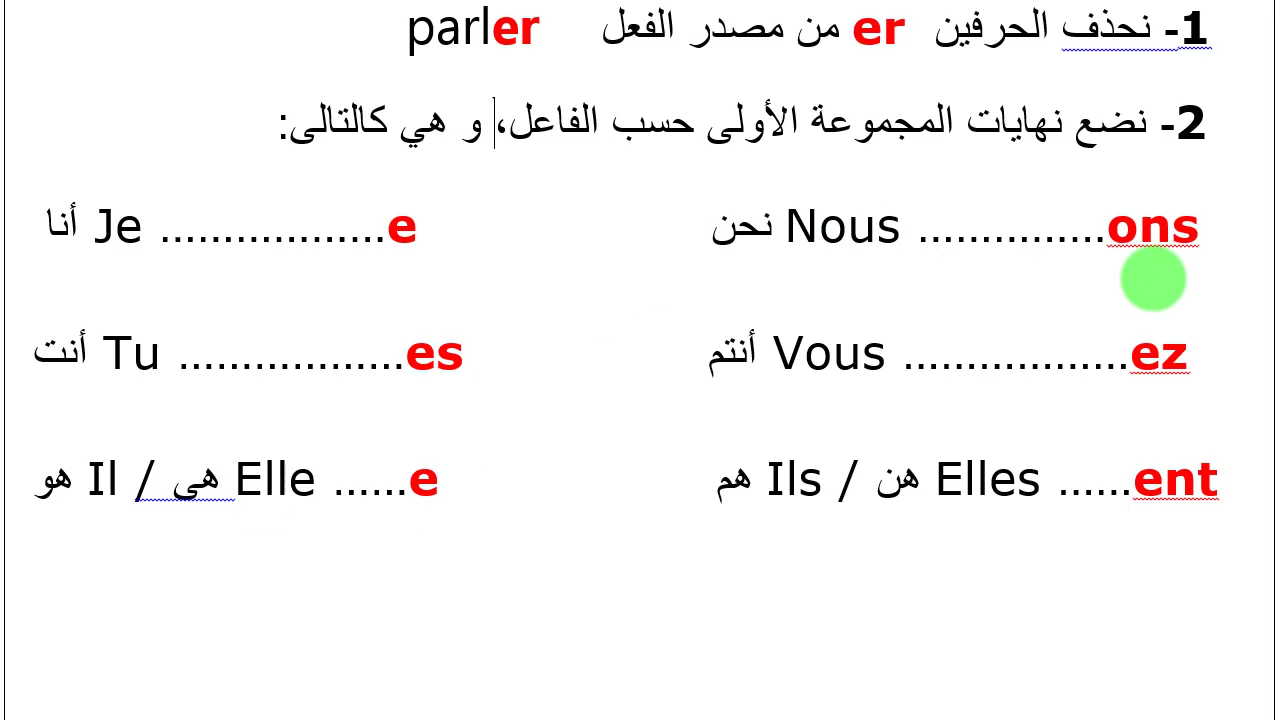 1- نحذف الحرفين er من مصدر الفعل parler
2- نضع نهايات المجموعة الأولى حسب الفاعل، و هي كالتالى:
أنا Je ..................e نحن Nous ...............ons
أنت Tu ..................es أنتم Vous ..................ez
هو Il / هى Elle ......e هم Ils / هن Elles ......ent